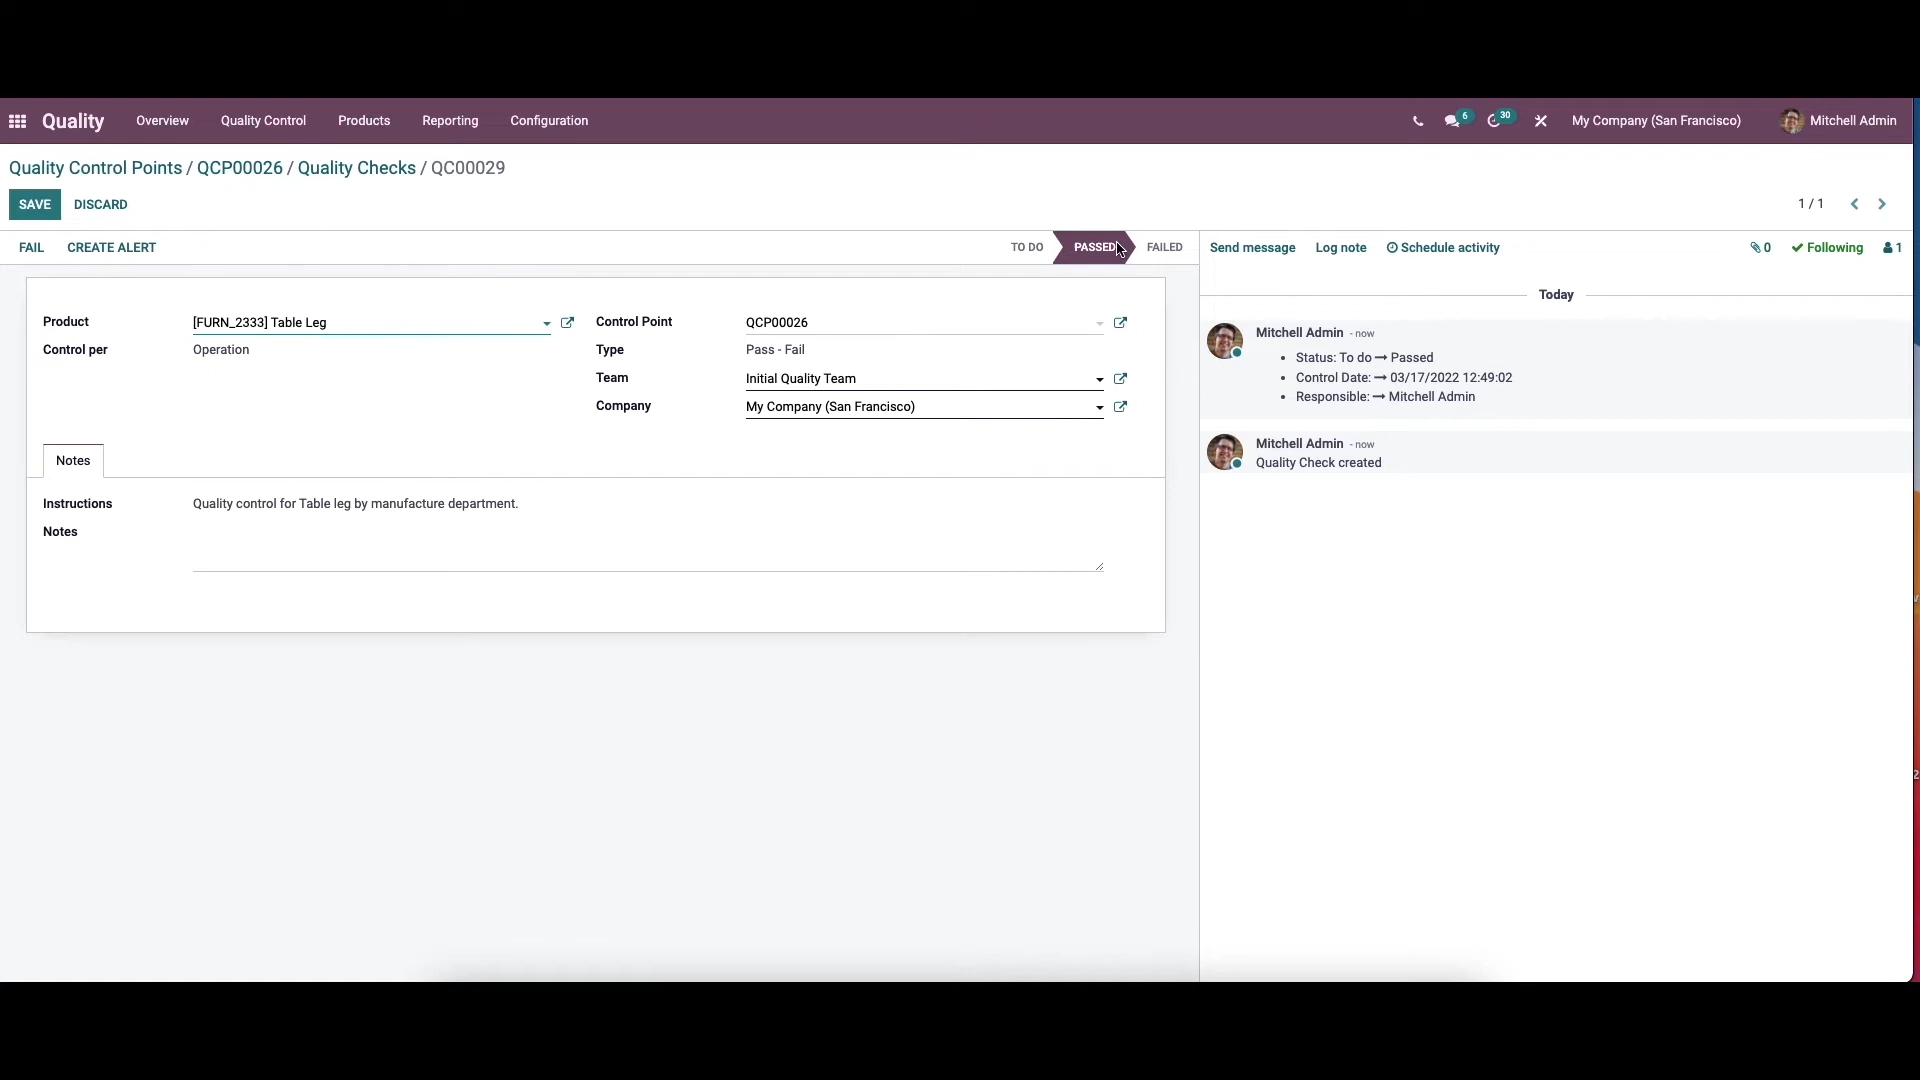 Quality Overview Quality Control Products Reporting Configuration 6 30 My Company (San Francisco) Mitchell Admin
Quality Control Points / QCP00026 / Quality Checks / QC00029
SAVE DISCARD 1 / 1
FAIL CREATE ALERT TO DO PASSED FAILED Send message Log note Schedule activity 0 Following 1
Today
Product [FURN_2333] Table Leg Control Point QCP00026
Control per Operation Type Pass - Fail
Team Initial Quality Team
Company My Company (San Francisco)
Mitchell Admin - now
• Status: To do → Passed
• Control Date: → 03/17/2022 12:49:02
• Responsible: → Mitchell Admin
Mitchell Admin - now
Quality Check created
Notes
Instructions Quality control for Table leg by manufacture department.
Notes